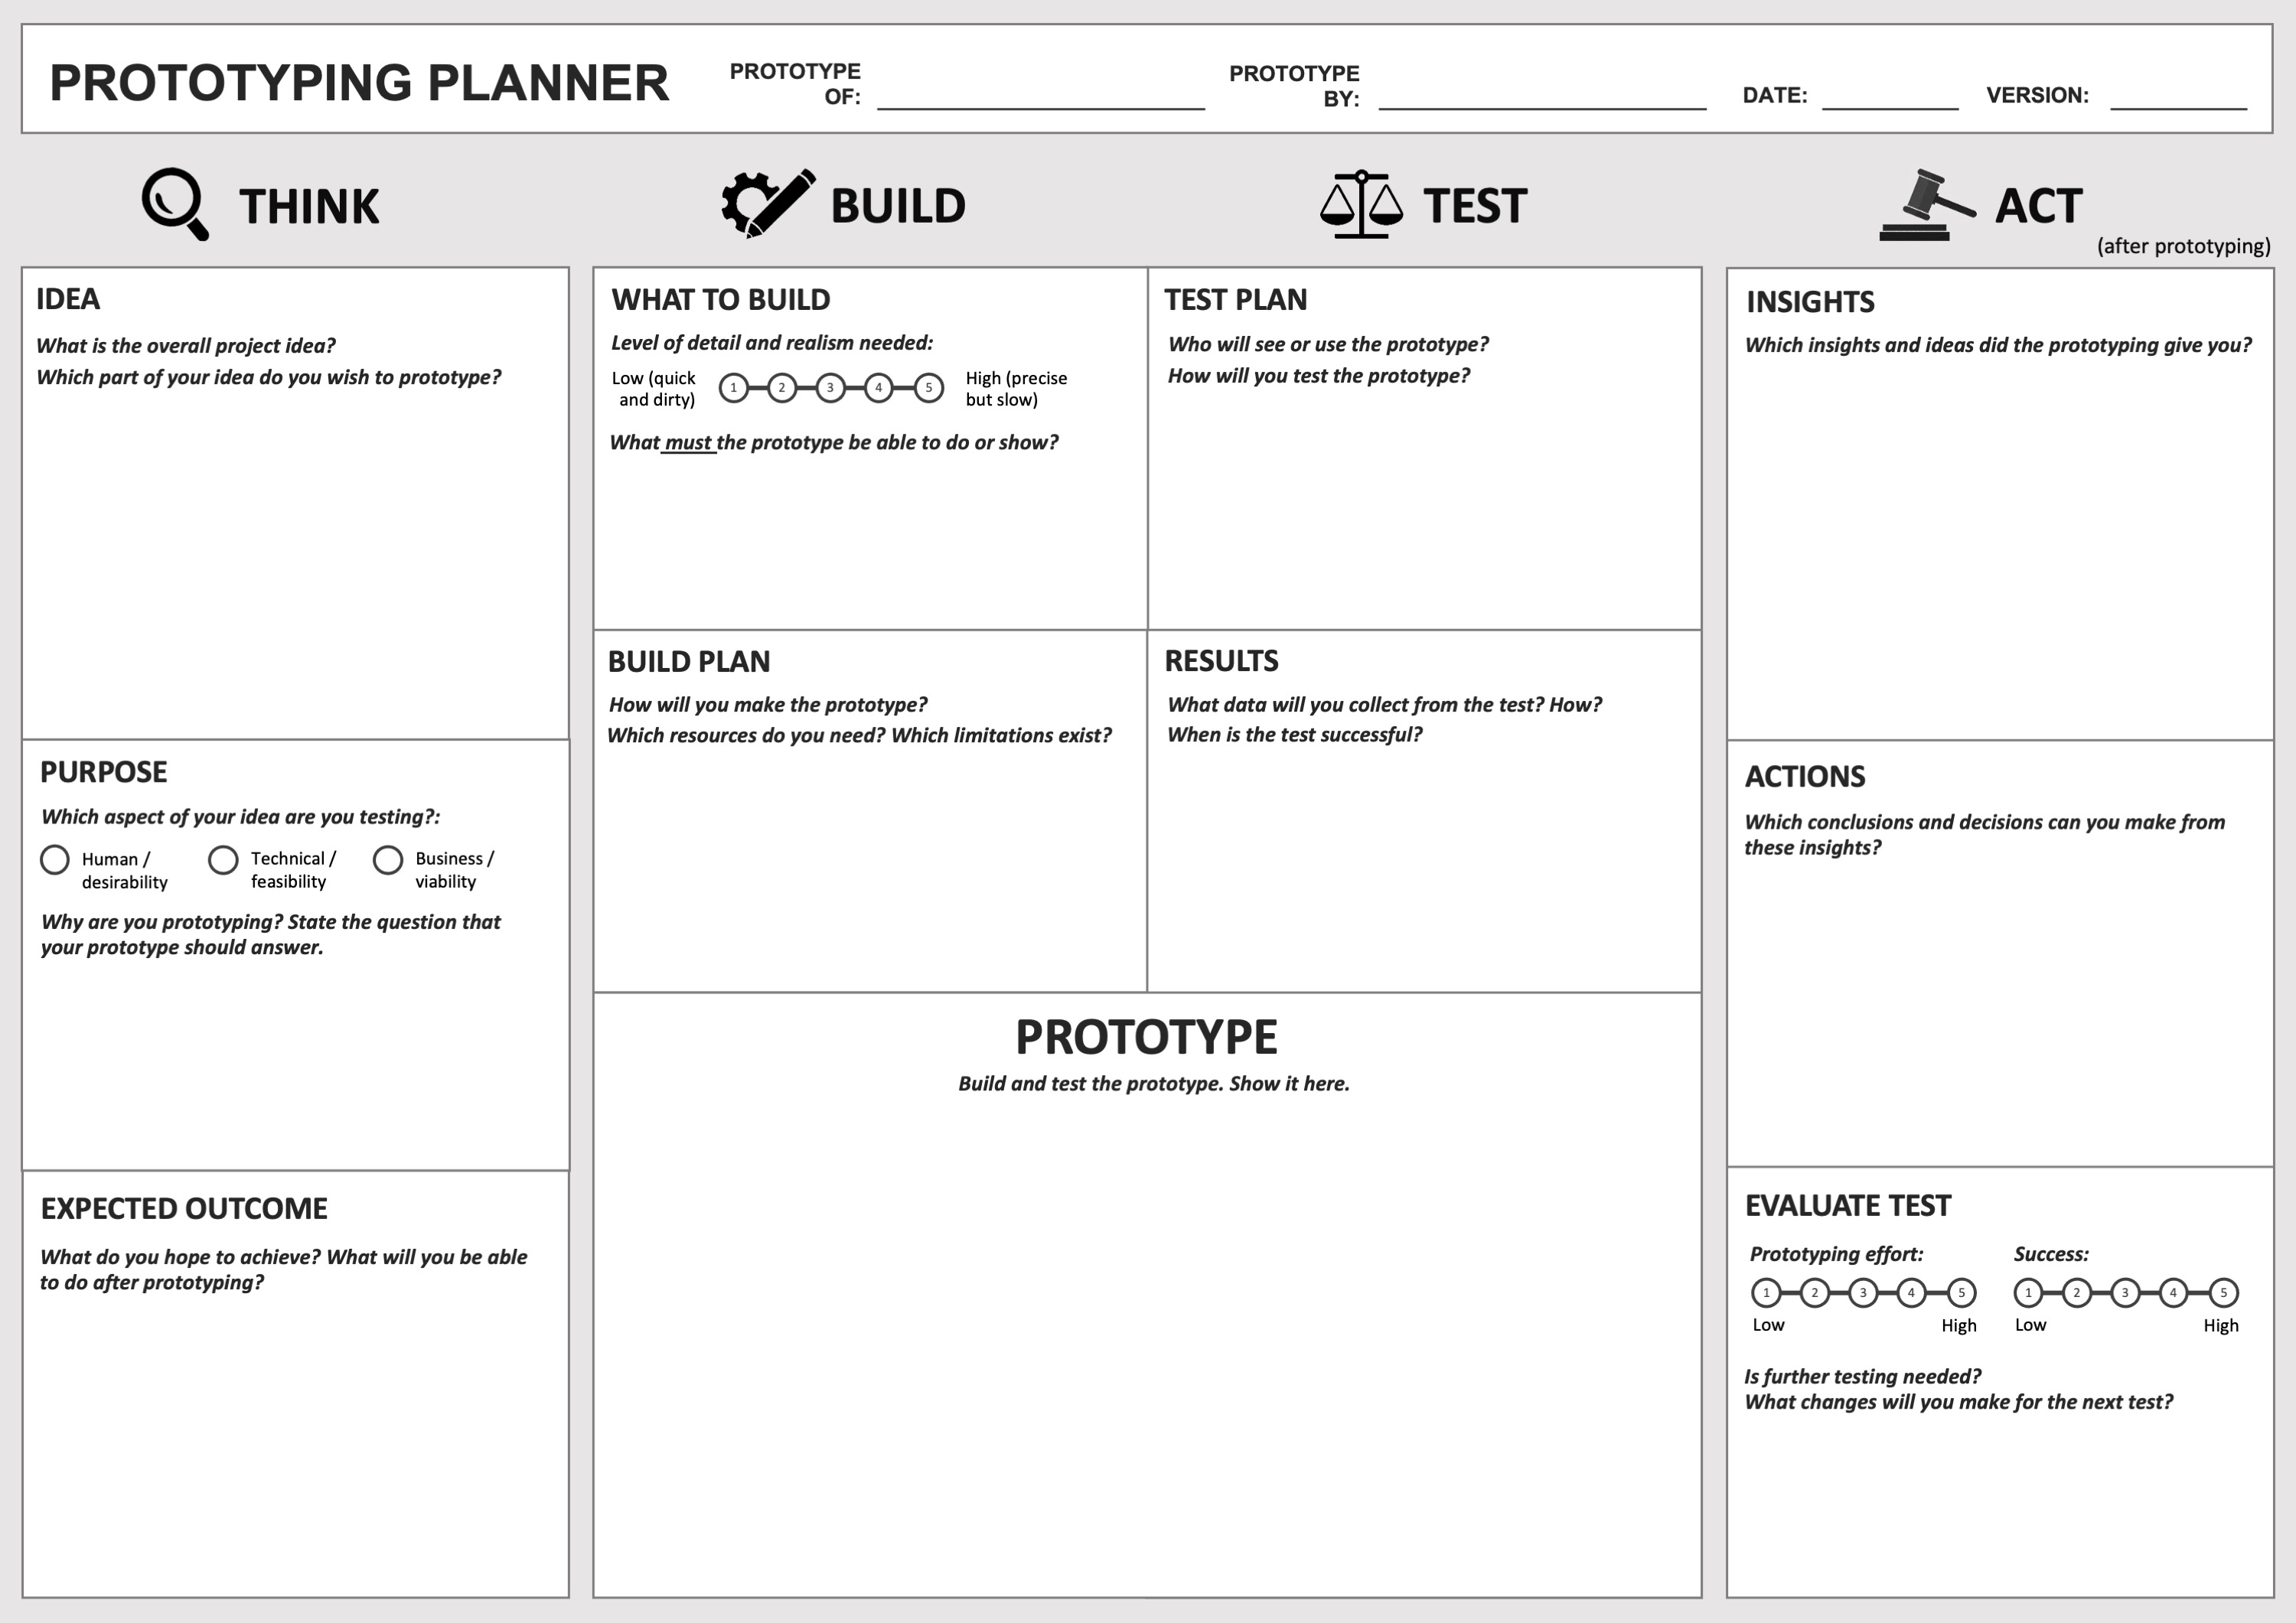 PROTOTYPING PLANNER
PROTOTYPE
OF:
PROTOTYPE
BY:
DATE:
VERSION:
THINK
BUILD
TEST
ACT
(after prototyping)
IDEA
What is the overall project idea?
Which part of your idea do you wish to prototype?
PURPOSE
Which aspect of your idea are you testing?:
Human /
desirability
Technical /
feasibility
Business /
viability
Why are you prototyping? State the question that
your prototype should answer.
EXPECTED OUTCOME
What do you hope to achieve? What will you be able
to do after prototyping?
WHAT TO BUILD
Level of detail and realism needed:
Low (quick
and dirty)
1 2 3 4 5
High (precise
but slow)
What must the prototype be able to do or show?
BUILD PLAN
How will you make the prototype?
Which resources do you need? Which limitations exist?
TEST PLAN
Who will see or use the prototype?
How will you test the prototype?
RESULTS
What data will you collect from the test? How?
When is the test successful?
PROTOTYPE
Build and test the prototype. Show it here.
INSIGHTS
Which insights and ideas did the prototyping give you?
ACTIONS
Which conclusions and decisions can you make from
these insights?
EVALUATE TEST
Prototyping effort:
1 2 3 4 5
Low High
Success:
1 2 3 4 5
Low High
Is further testing needed?
What changes will you make for the next test?